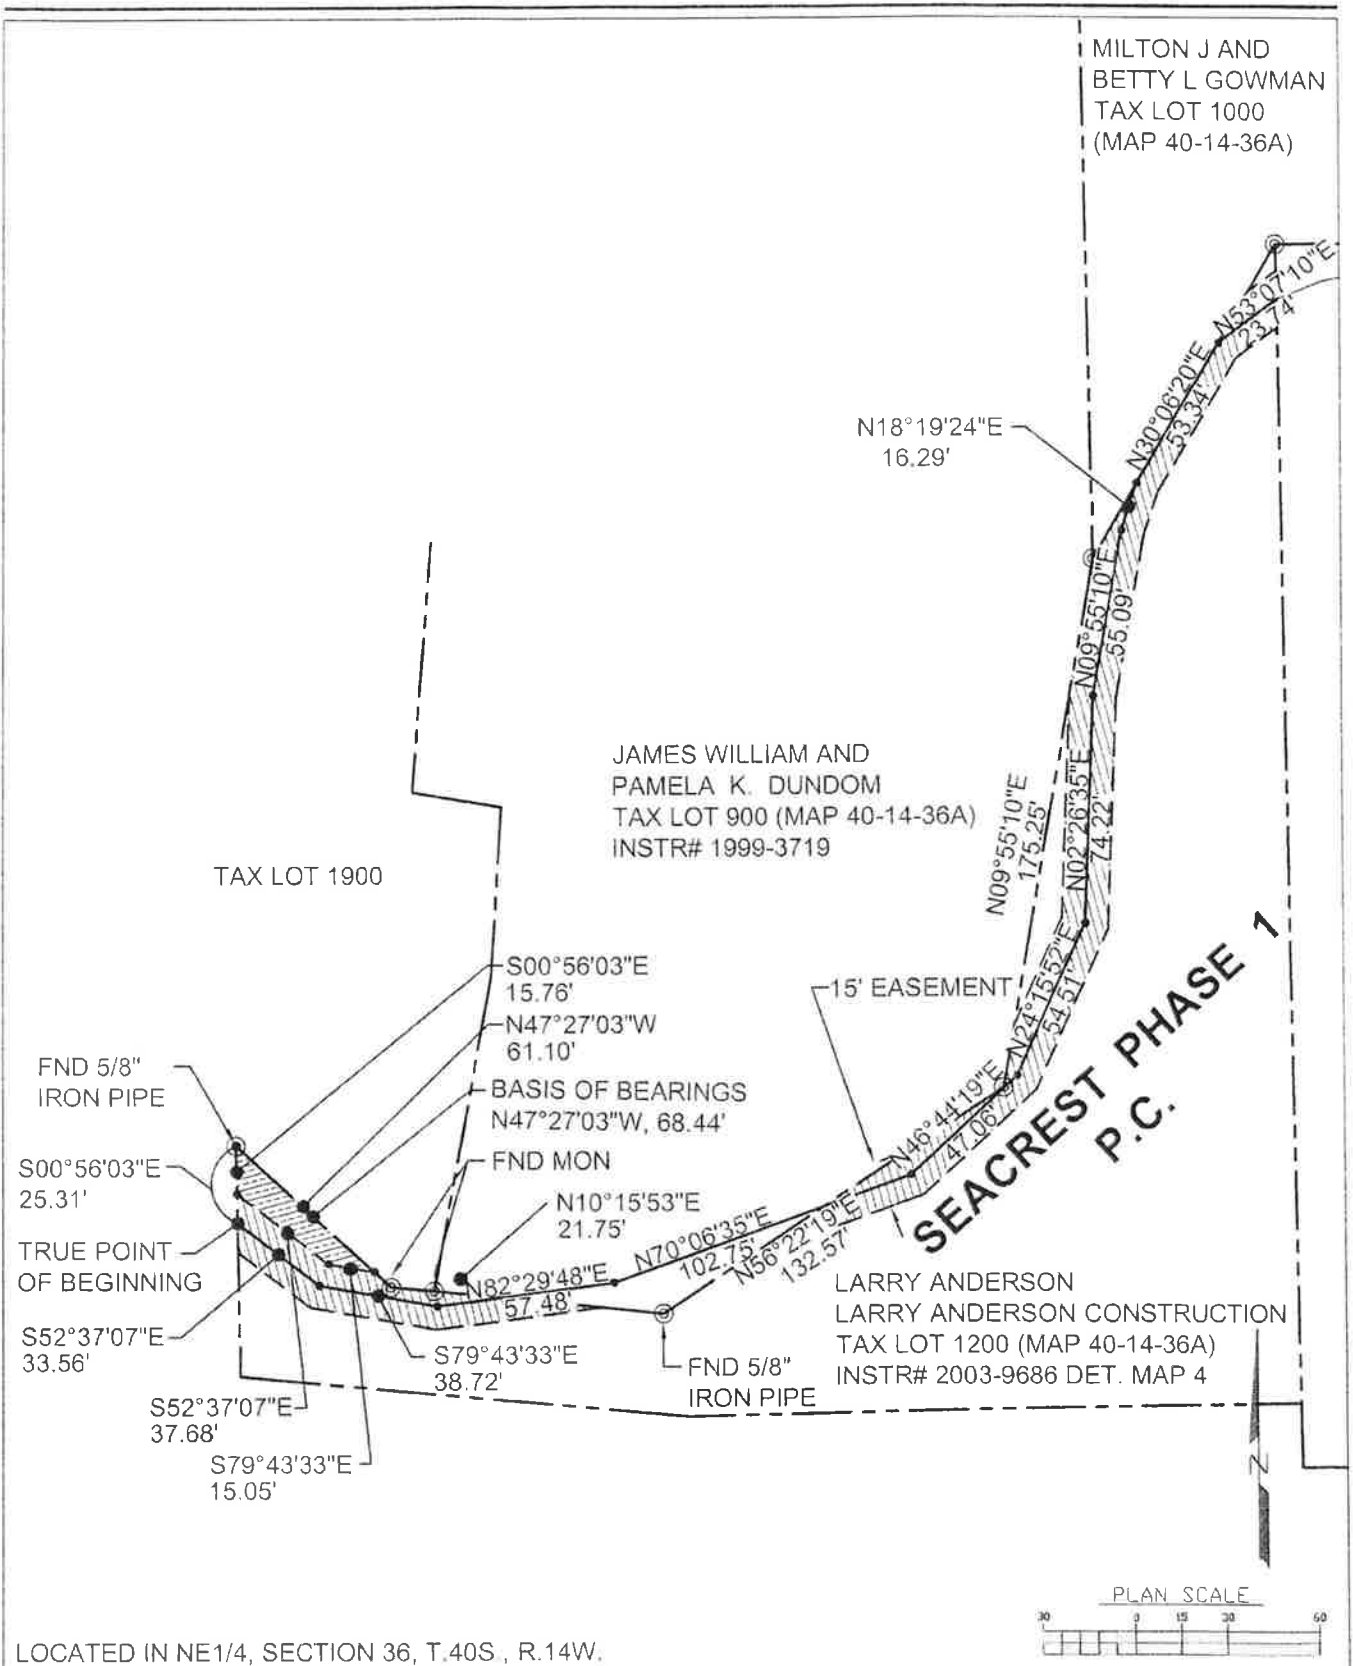 MILTON J AND
BETTY L GOWMAN
TAX LOT 1000
(MAP 40-14-36A)
N53°07'10"E
23.74'
N30°06'20"E
53.34'
N18°19'24"E
16.29'
N09°55'10"E
55.09'
JAMES WILLIAM AND
PAMELA K. DUNDOM
TAX LOT 900 (MAP 40-14-36A)
INSTR# 1999-3719
N09°55'10"E
175.25'
N02°26'35"E
74.22'
TAX LOT 1900
S00°56'03"E
15.76'
N47°27'03"W
61.10'
BASIS OF BEARINGS
N47°27'03"W, 68.44'
FND MON
N10°15'53"E
21.75'
15' EASEMENT
N24°15'52"E
54.51'
N46°44'19"E
47.06'
SEACREST PHASE 1
P.C.
FND 5/8"
IRON PIPE
S00°56'03"E
25.31'
TRUE POINT
OF BEGINNING
S52°37'07"E
33.56'
N70°06'35"E
102.75'
N56°22'19"E
132.57'
N82°29'48"E
57.48'
LARRY ANDERSON
LARRY ANDERSON CONSTRUCTION
TAX LOT 1200 (MAP 40-14-36A)
INSTR# 2003-9686 DET. MAP 4
S79°43'33"E
38.72'
FND 5/8"
IRON PIPE
S52°37'07"E
37.68'
S79°43'33"E
15.05'
N
PLAN SCALE
30 0 15 30 60
LOCATED IN NE1/4, SECTION 36, T.40S., R.14W.